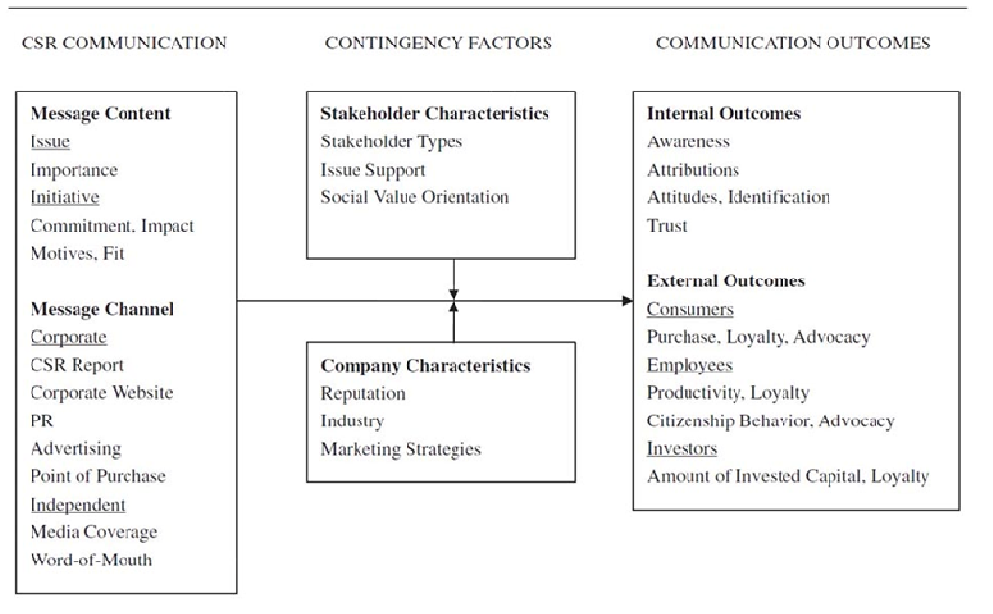 CSR COMMUNICATION
CONTINGENCY FACTORS
COMMUNICATION OUTCOMES
Message Content
Issue
Importance
Initiative
Commitment, Impact
Motives, Fit
Message Channel
Corporate
CSR Report
Corporate Website
PR
Advertising
Point of Purchase
Independent
Media Coverage
Word-of-Mouth
Stakeholder Characteristics
Stakeholder Types
Issue Support
Social Value Orientation
Company Characteristics
Reputation
Industry
Marketing Strategies
Internal Outcomes
Awareness
Attributions
Attitudes, Identification
Trust
External Outcomes
Consumers
Purchase, Loyalty, Advocacy
Employees
Productivity, Loyalty
Citizenship Behavior, Advocacy
Investors
Amount of Invested Capital, Loyalty